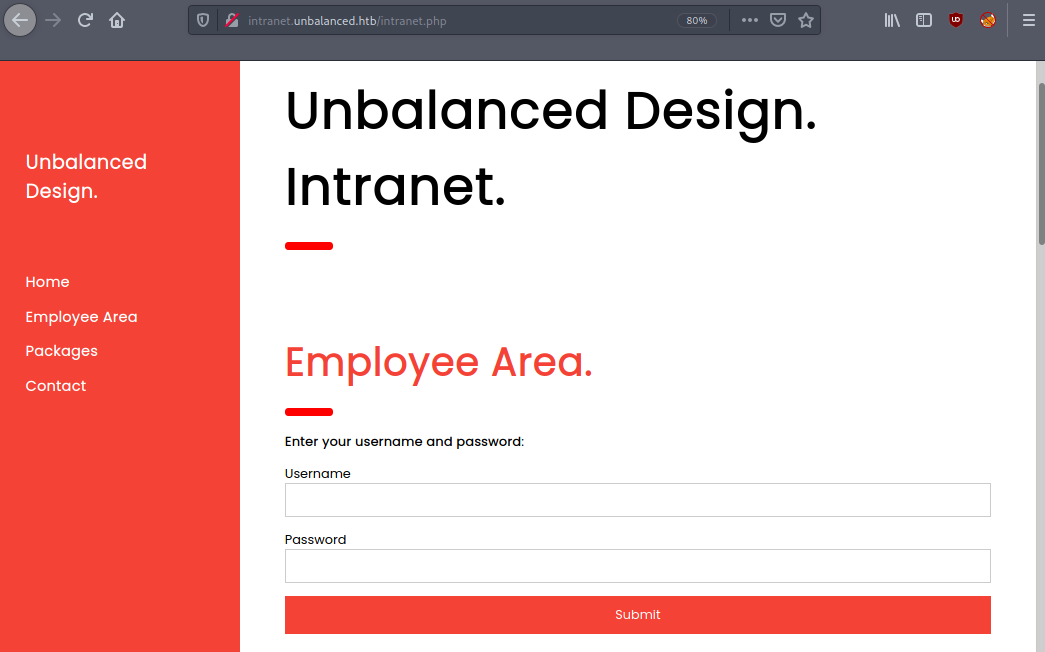 intranet.unbalanced.htb/intranet.php
80%
UD
Unbalanced
Design.
Home
Employee Area
Packages
Contact
Unbalanced Design.
Intranet.
Employee Area.
Enter your username and password:
Username
Password
Submit